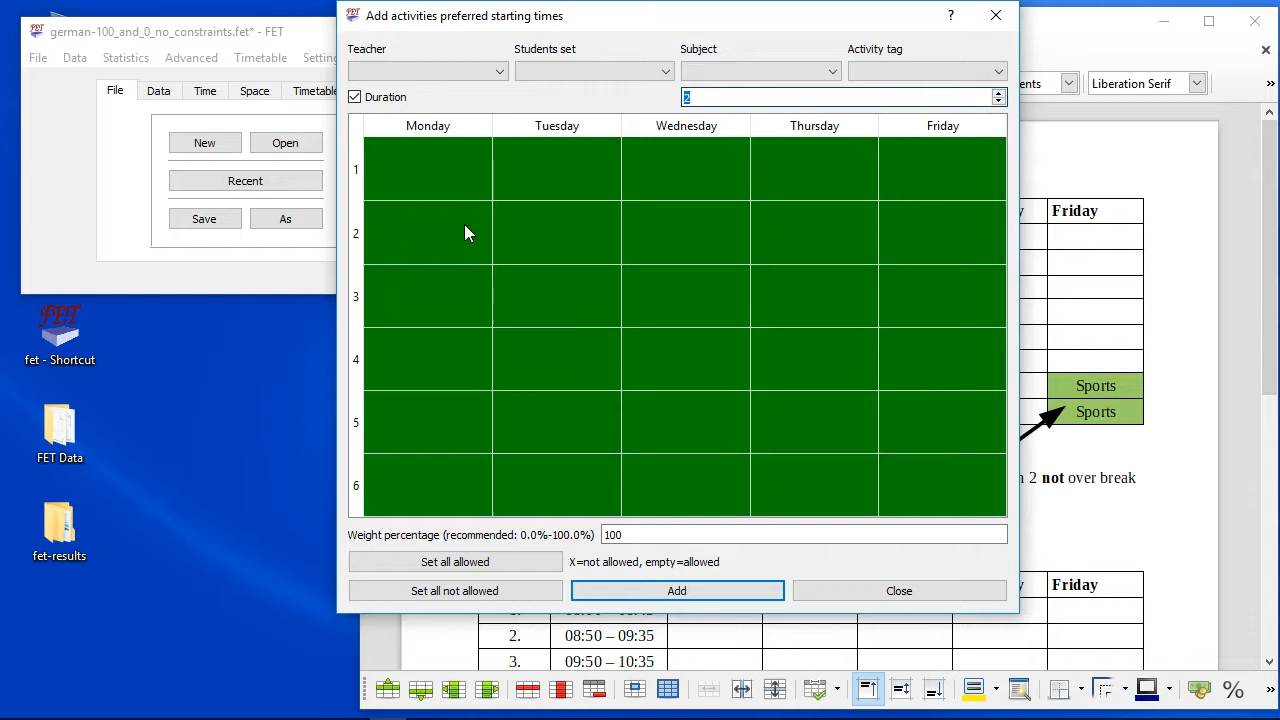 FET german-100_and_0_no_constraints.fet* - FET
File Data Statistics Advanced Timetable
File Data Time Space
New Open
Recent
Save As
FET
fet - Shortcut
FET Data
fet-results
FET Add activities preferred starting times ?
Teacher Students set Subject Activity tag
Duration 2
Monday Tuesday Wednesday Thursday Friday
1
2
3
4
5
6
Weight percentage (recommended: 0.0%-100.0%) 100
Set all allowed X=not allowed, empty=allowed
Set all not allowed Add Close
Liberation Serif
Friday
Sports
Sports
2 not over break
Friday
2. 08:50 – 09:35
3. 09:50 – 10:35
%